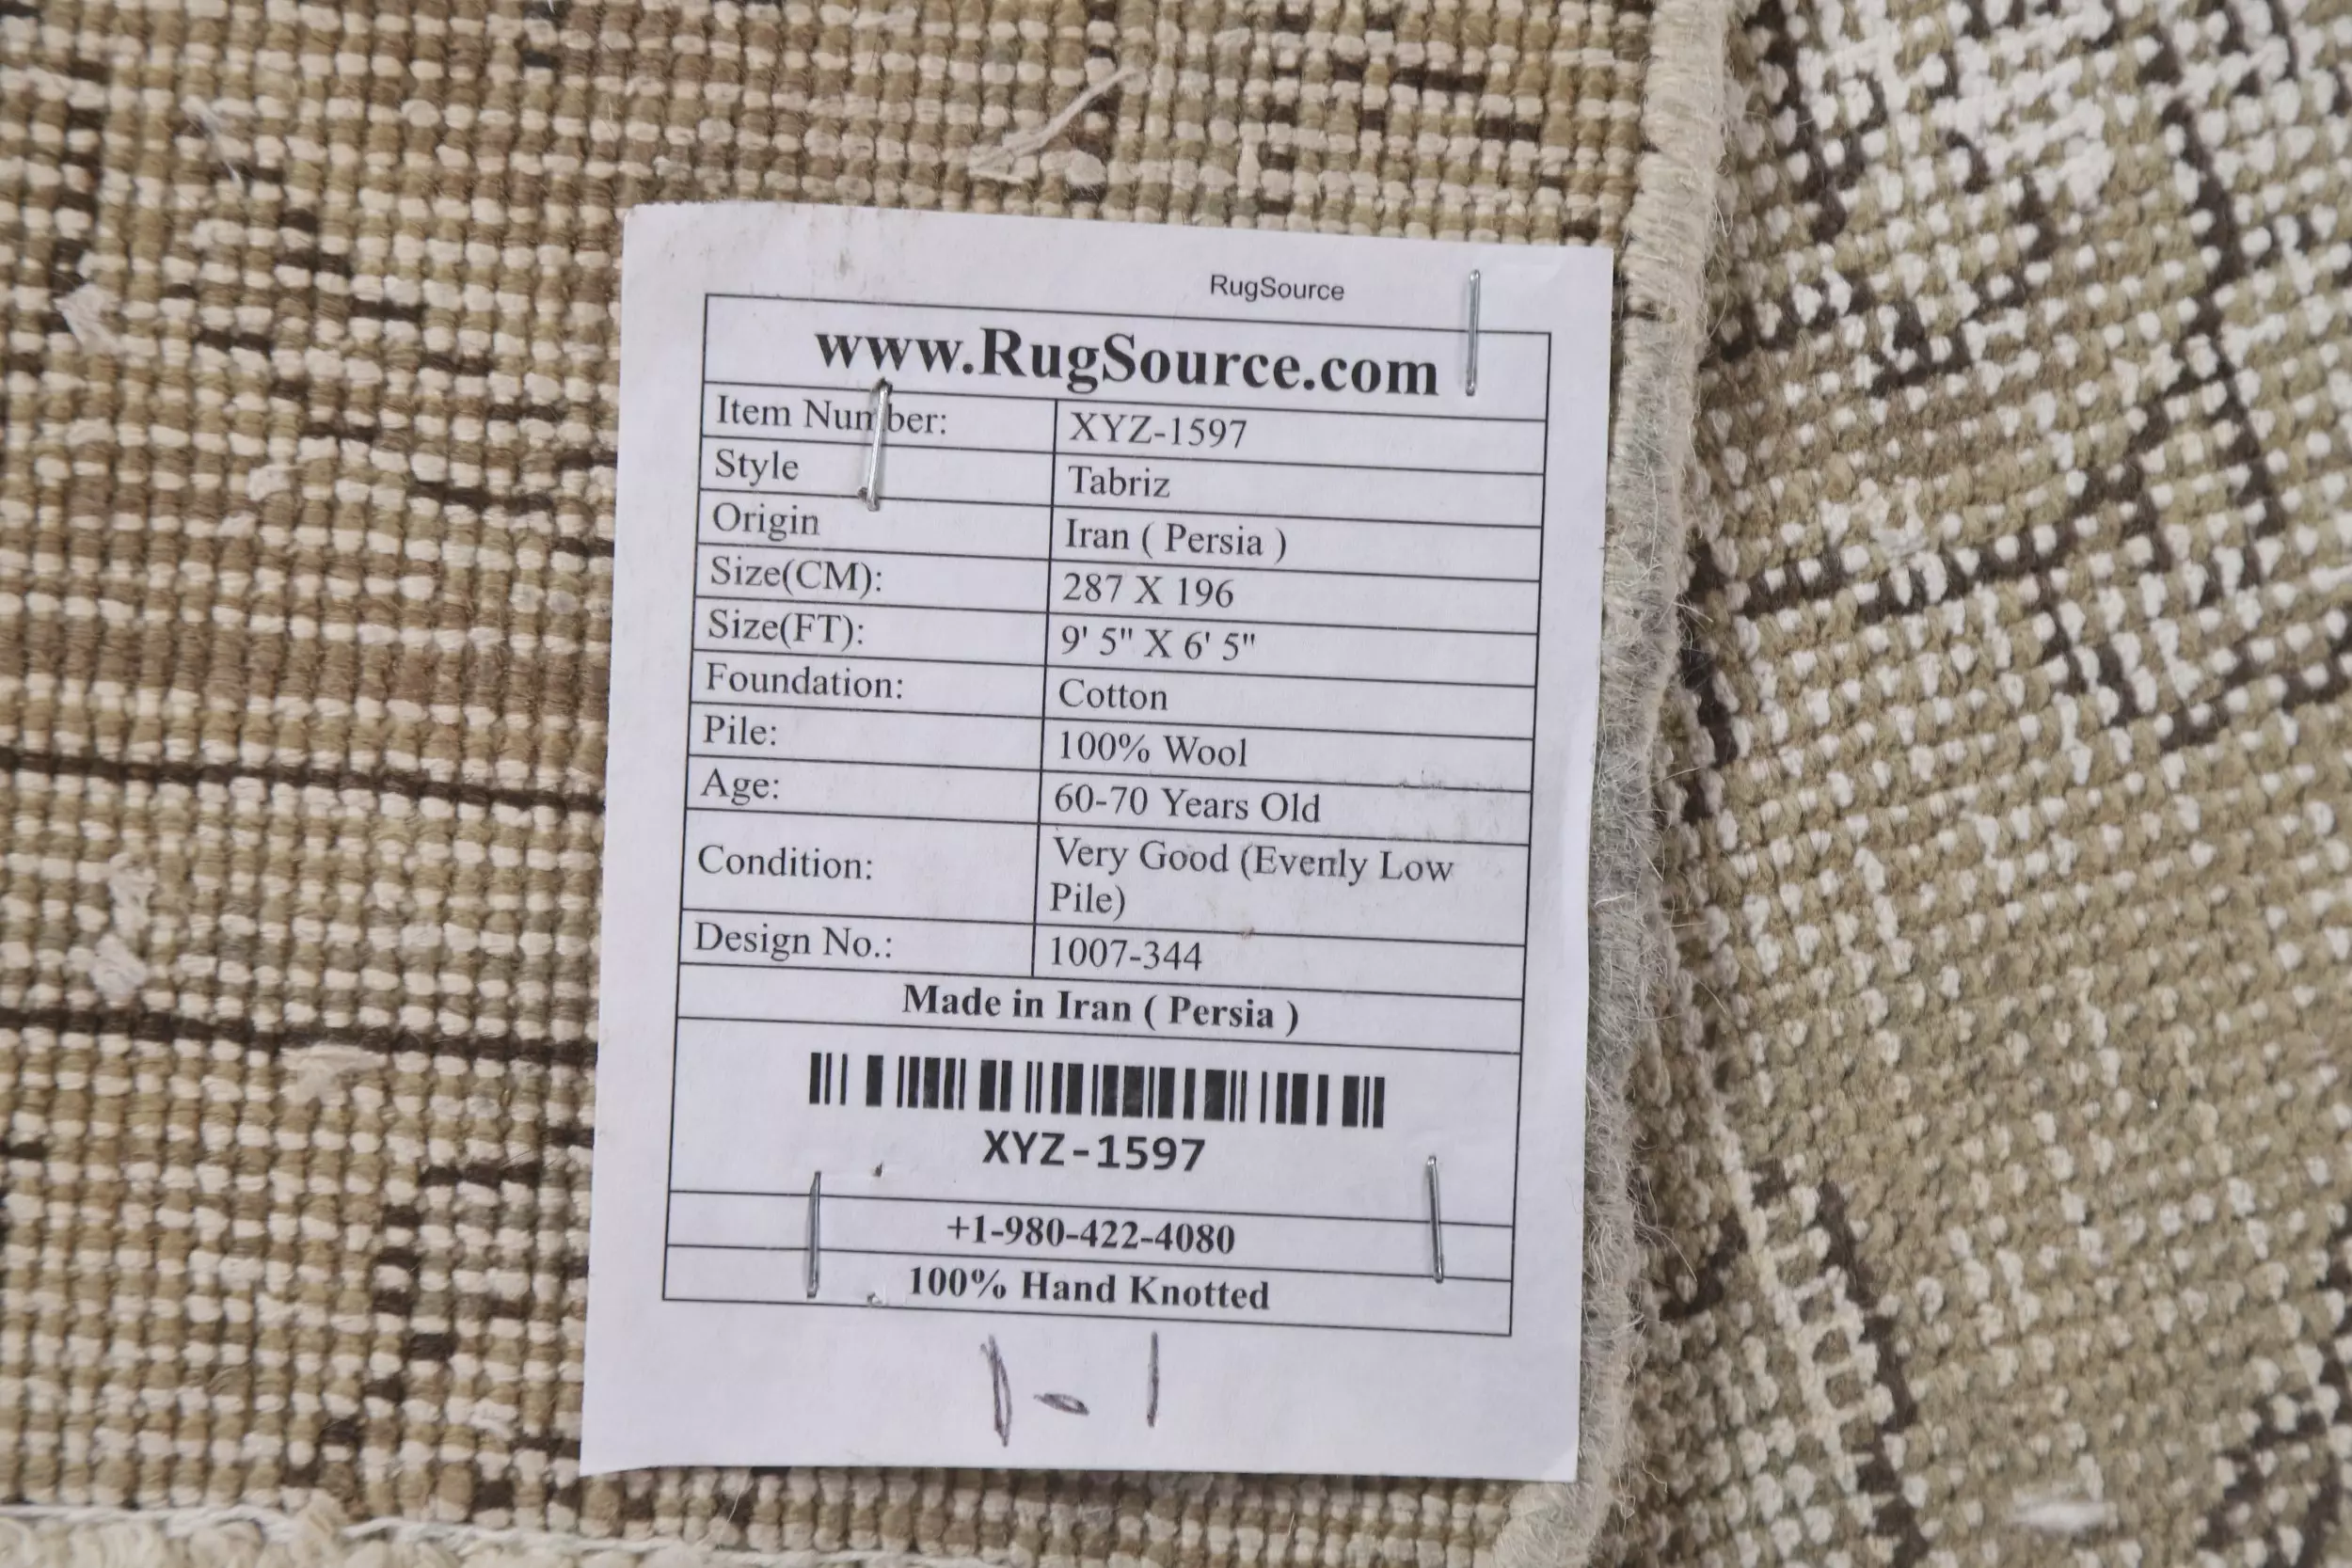 RugSource
www.RugSource.com
Item Number: XYZ-1597
Style Tabriz
Origin Iran ( Persia )
Size(CM): 287 X 196
Size(FT): 9' 5" X 6' 5"
Foundation: Cotton
Pile: 100% Wool
Age: 60-70 Years Old
Condition: Very Good (Evenly Low
Pile)
Design No.: 1007-344
Made in Iran ( Persia )
XYZ-1597
+1-980-422-4080
100% Hand Knotted
1-1